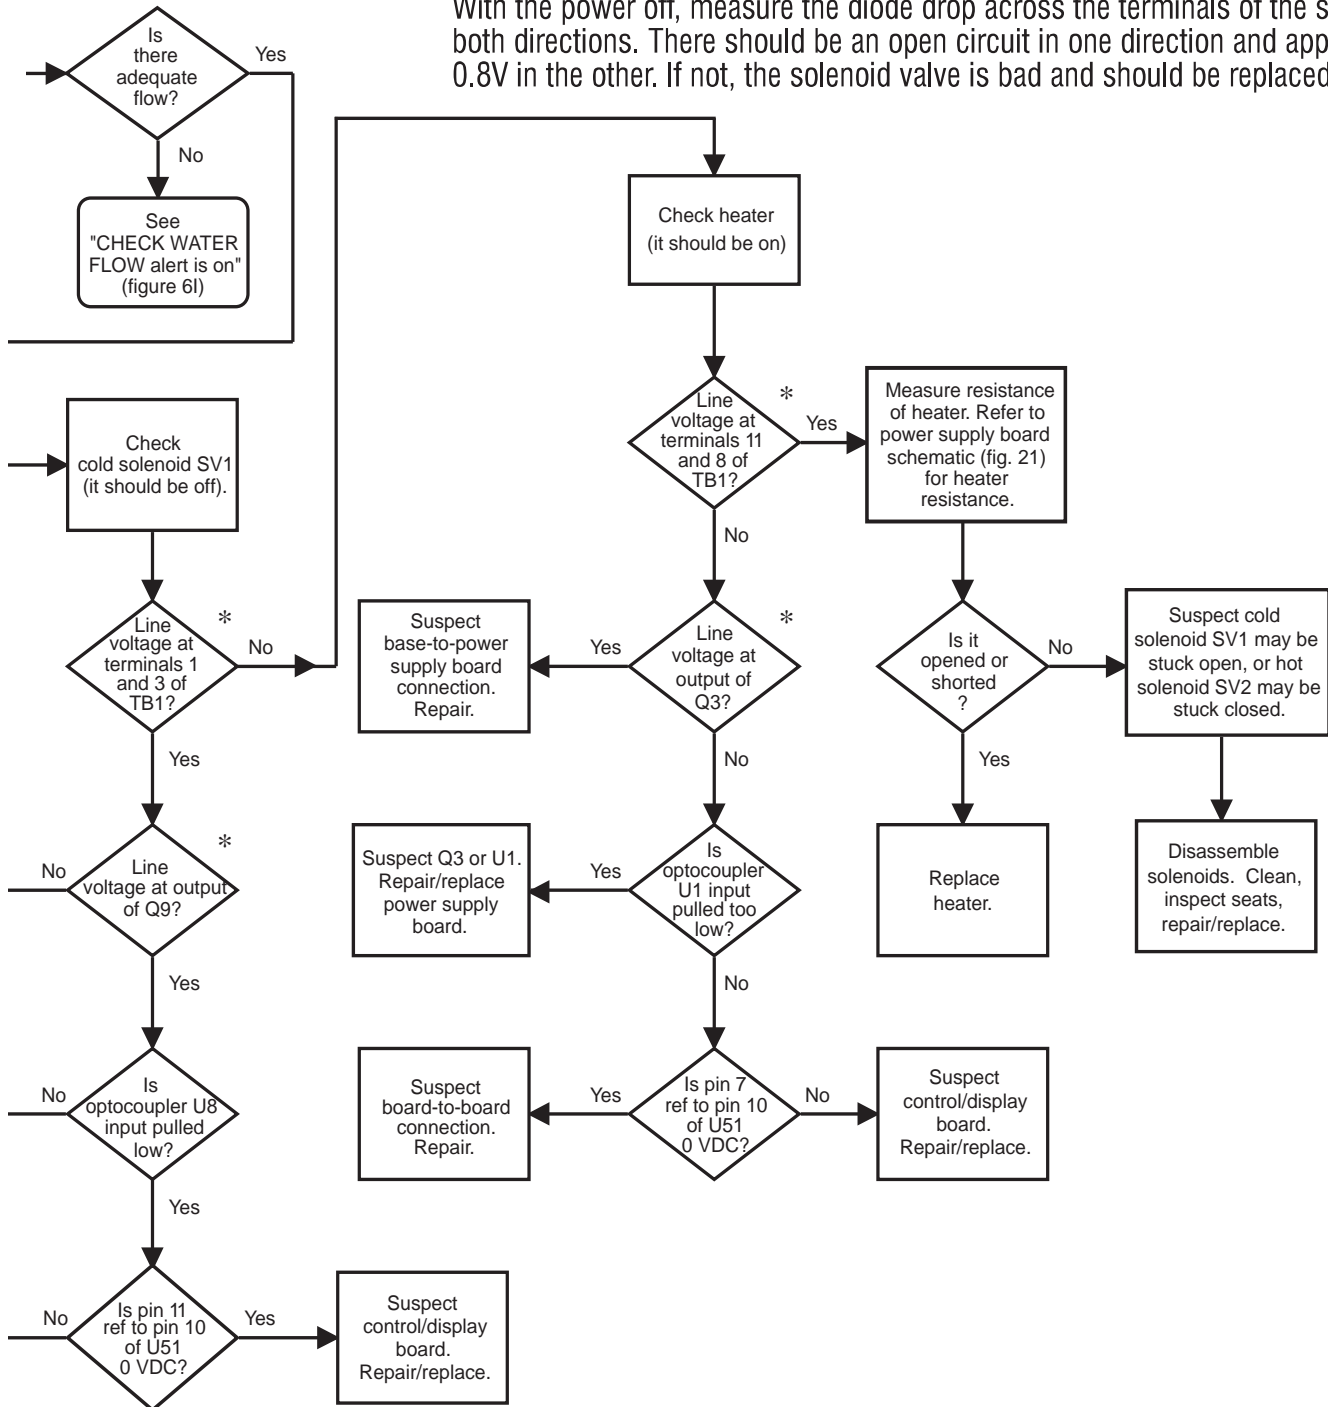 With the power off, measure the diode drop across the terminals of the
both directions. There should be an open circuit in one direction and
0.8V in the other. If not, the solenoid valve is bad and should be replaced
Is
there
adequate
flow?
Yes
No
See
"CHECK WATER
FLOW alert is on"
(figure 6I)
Check heater
(it should be on)
Line
voltage at
terminals 11
and 8 of
TB1?
*
Yes
Measure resistance
of heater. Refer to
power supply board
schematic (fig. 21)
for heater
resistance.
No
Check
cold solenoid SV1
(it should be off).
Line
voltage at
terminals 1
and 3 of
TB1?
*
No
Yes
Suspect
base-to-power
supply board
connection.
Repair.
Yes
Line
voltage at
output of
Q3?
*
No
Is it
opened or
shorted
?
No
Yes
Suspect cold
solenoid SV1 may be
stuck open, or hot
solenoid SV2 may be
stuck closed.
No
Line
voltage at output
of Q9?
*
Yes
Suspect Q3 or U1.
Repair/replace
power supply
board.
Yes
Is
optocoupler
U1 input
pulled too
low?
No
Replace
heater.
Disassemble
solenoids. Clean,
inspect seats,
repair/replace.
No
Is
optocoupler U8
input pulled
low?
Yes
Suspect
board-to-board
connection.
Repair.
Yes
Is pin 7
ref to pin 10
of U51
0 VDC?
No
Suspect
control/display
board.
Repair/replace.
No
Is pin 11
ref to pin 10
of U51
0 VDC?
Yes
Suspect
control/display
board.
Repair/replace.